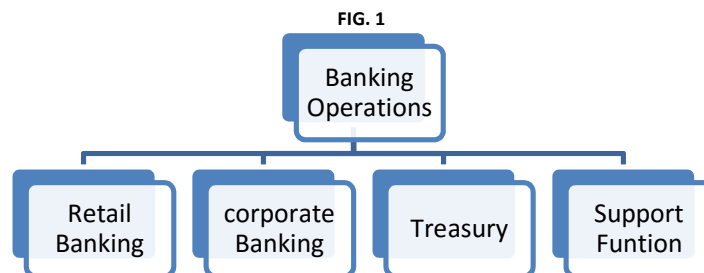 FIG. 1
Banking
Operations
Retail
Banking
corporate
Banking
Treasury
Support
Funtion